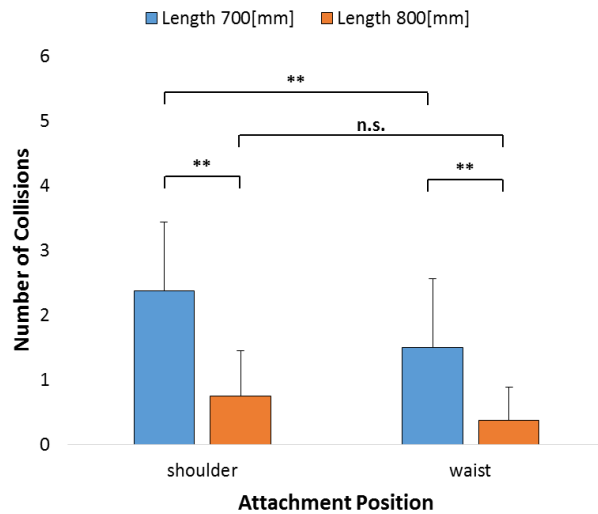 Length 700[mm] Length 800[mm]
6
5
4
3
2
1
0
Number of Collisions
**
n.s.
** **
shoulder waist
Attachment Position